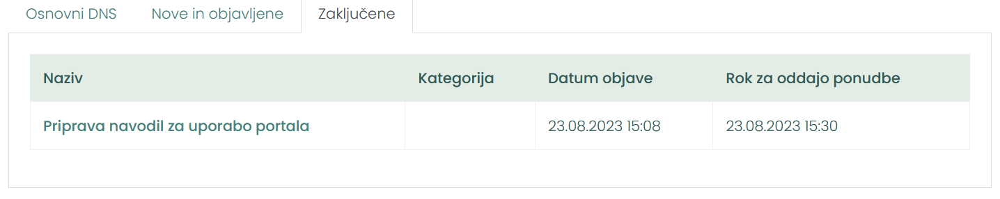 Osnovni DNS Nove in objavljene Zaključene
Naziv Kategorija Datum objave Rok za oddajo ponudbe
Priprava navodil za uporabo portala 23.08.2023 15:08 23.08.2023 15:30